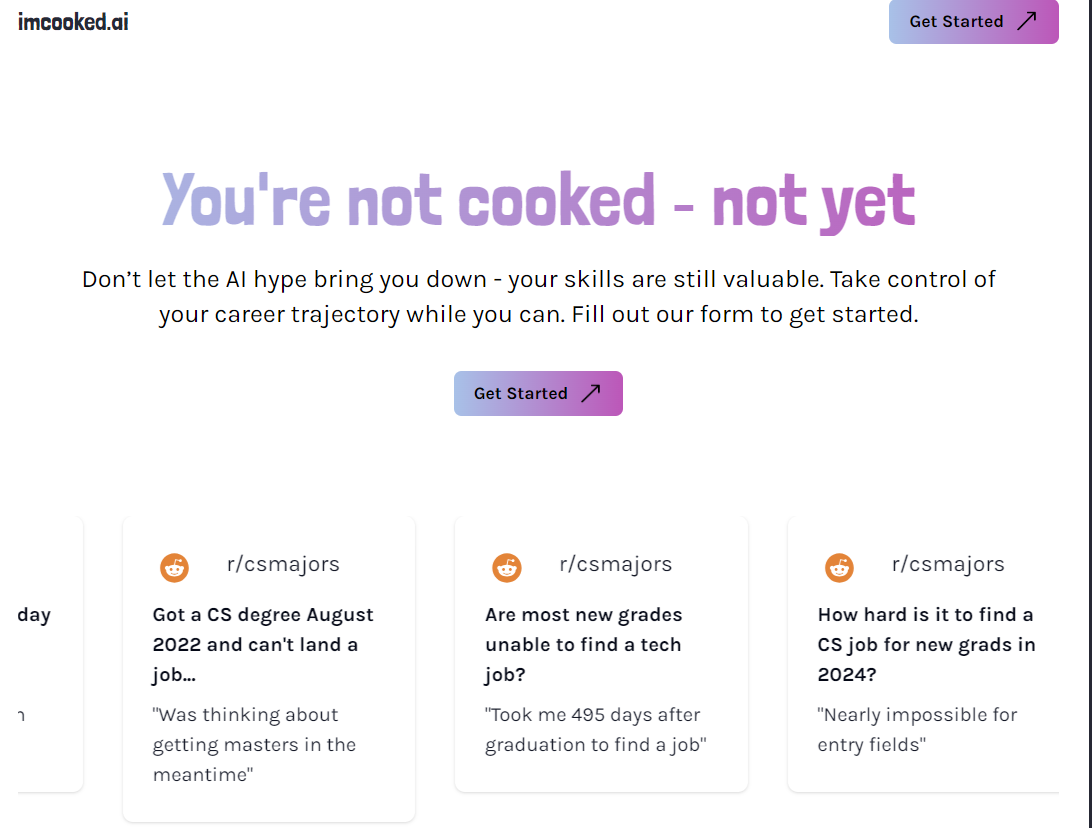 imcooked.ai
Get Started
You're not cooked - not yet
Don’t let the AI hype bring you down - your skills are still valuable. Take control of
your career trajectory while you can. Fill out our form to get started.
Get Started
day
r/csmajors
Got a CS degree August
2022 and can't land a
job...
"Was thinking about
getting masters in the
meantime"
r/csmajors
Are most new grades
unable to find a tech
job?
"Took me 495 days after
graduation to find a job"
r/csmajors
How hard is it to find a
CS job for new grads in
2024?
"Nearly impossible for
entry fields"